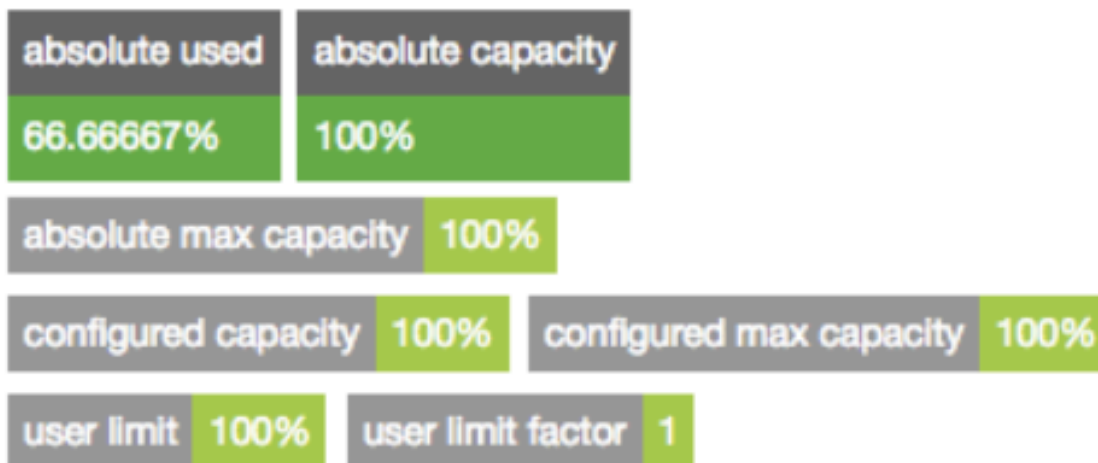 absolute used absolute capacity
66.66667% 100%
absolute max capacity 100%
configured capacity 100% configured max capacity 100%
user limit 100% user limit factor 1